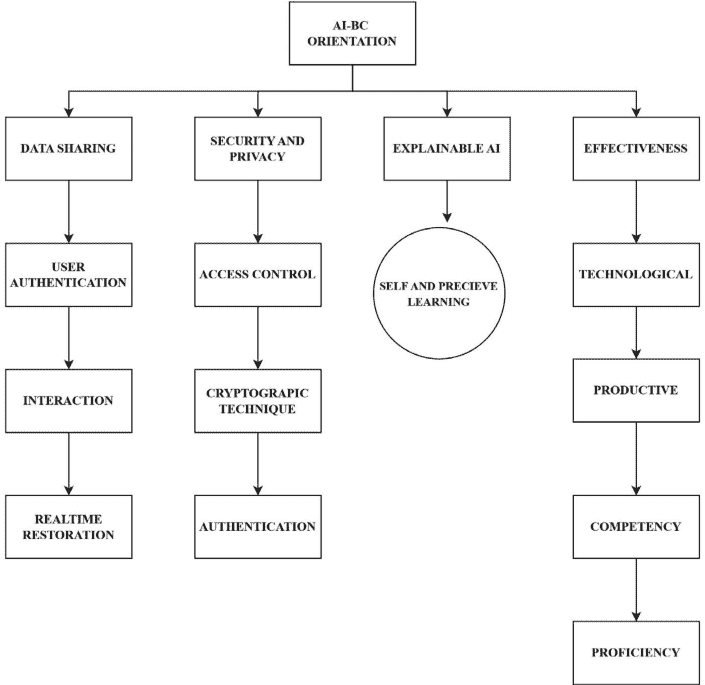 AI-BC
ORIENTATION
DATA SHARING
SECURITY AND
PRIVACY
EXPLAINABLE AI
EFFECTIVENESS
USER
AUTHENTICATION
ACCESS CONTROL
SELF AND PRECIEVE
LEARNING
TECHNOLOGICAL
INTERACTION
CRYPTOGRAPIC
TECHNIQUE
PRODUCTIVE
REALTIME
RESTORATION
AUTHENTICATION
COMPETENCY
PROFICIENCY